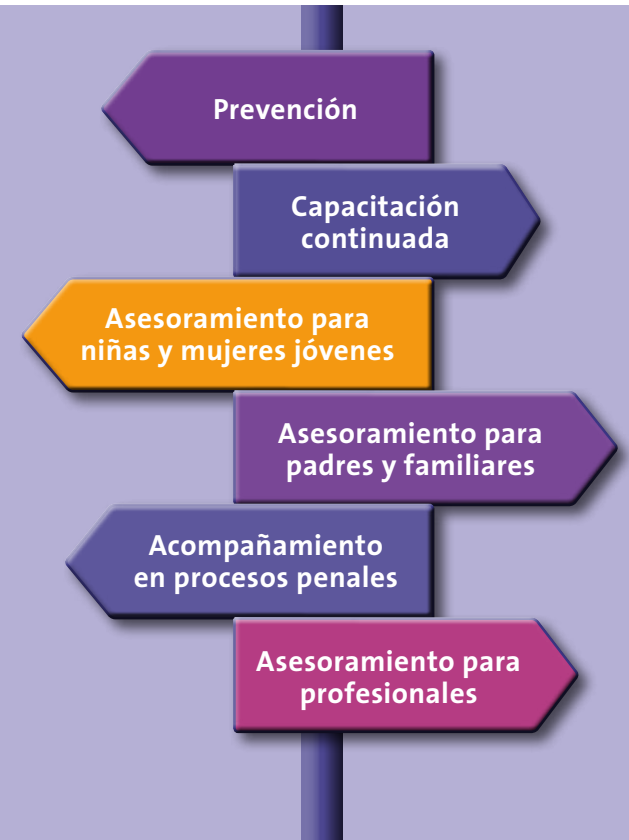 Prevención
Capacitación
continuada
Asesoramiento para
niñas y mujeres jóvenes
Asesoramiento para
padres y familiares
Acompañamiento
en procesos penales
Asesoramiento para
profesionales